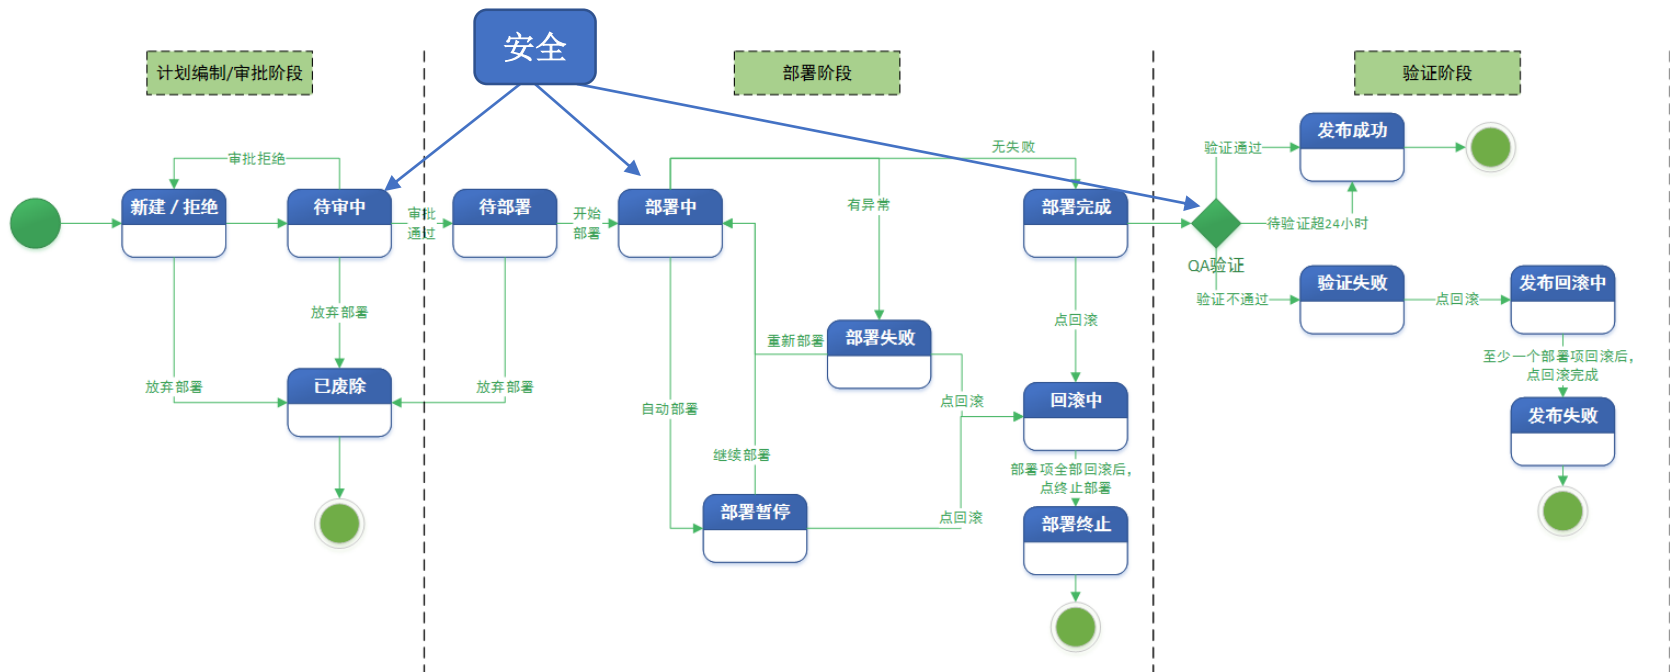 安全
计划编制/审批阶段
部署阶段
验证阶段
审批拒绝
新建 / 拒绝
待审中
审批
通过
待部署
开始
部署
部署中
无失败
有异常
部署完成
验证通过
发布成功
待验证超24小时
QA验证
验证不通过
验证失败
点回滚
发布回滚中
至少一个部署项回滚后，
点回滚完成
发布失败
放弃部署
放弃部署
放弃部署
已废除
重新部署
部署失败
点回滚
点回滚
回滚中
自动部署
继续部署
部署暂停
点回滚
部署项全部回滚后，
点终止部署
部署终止